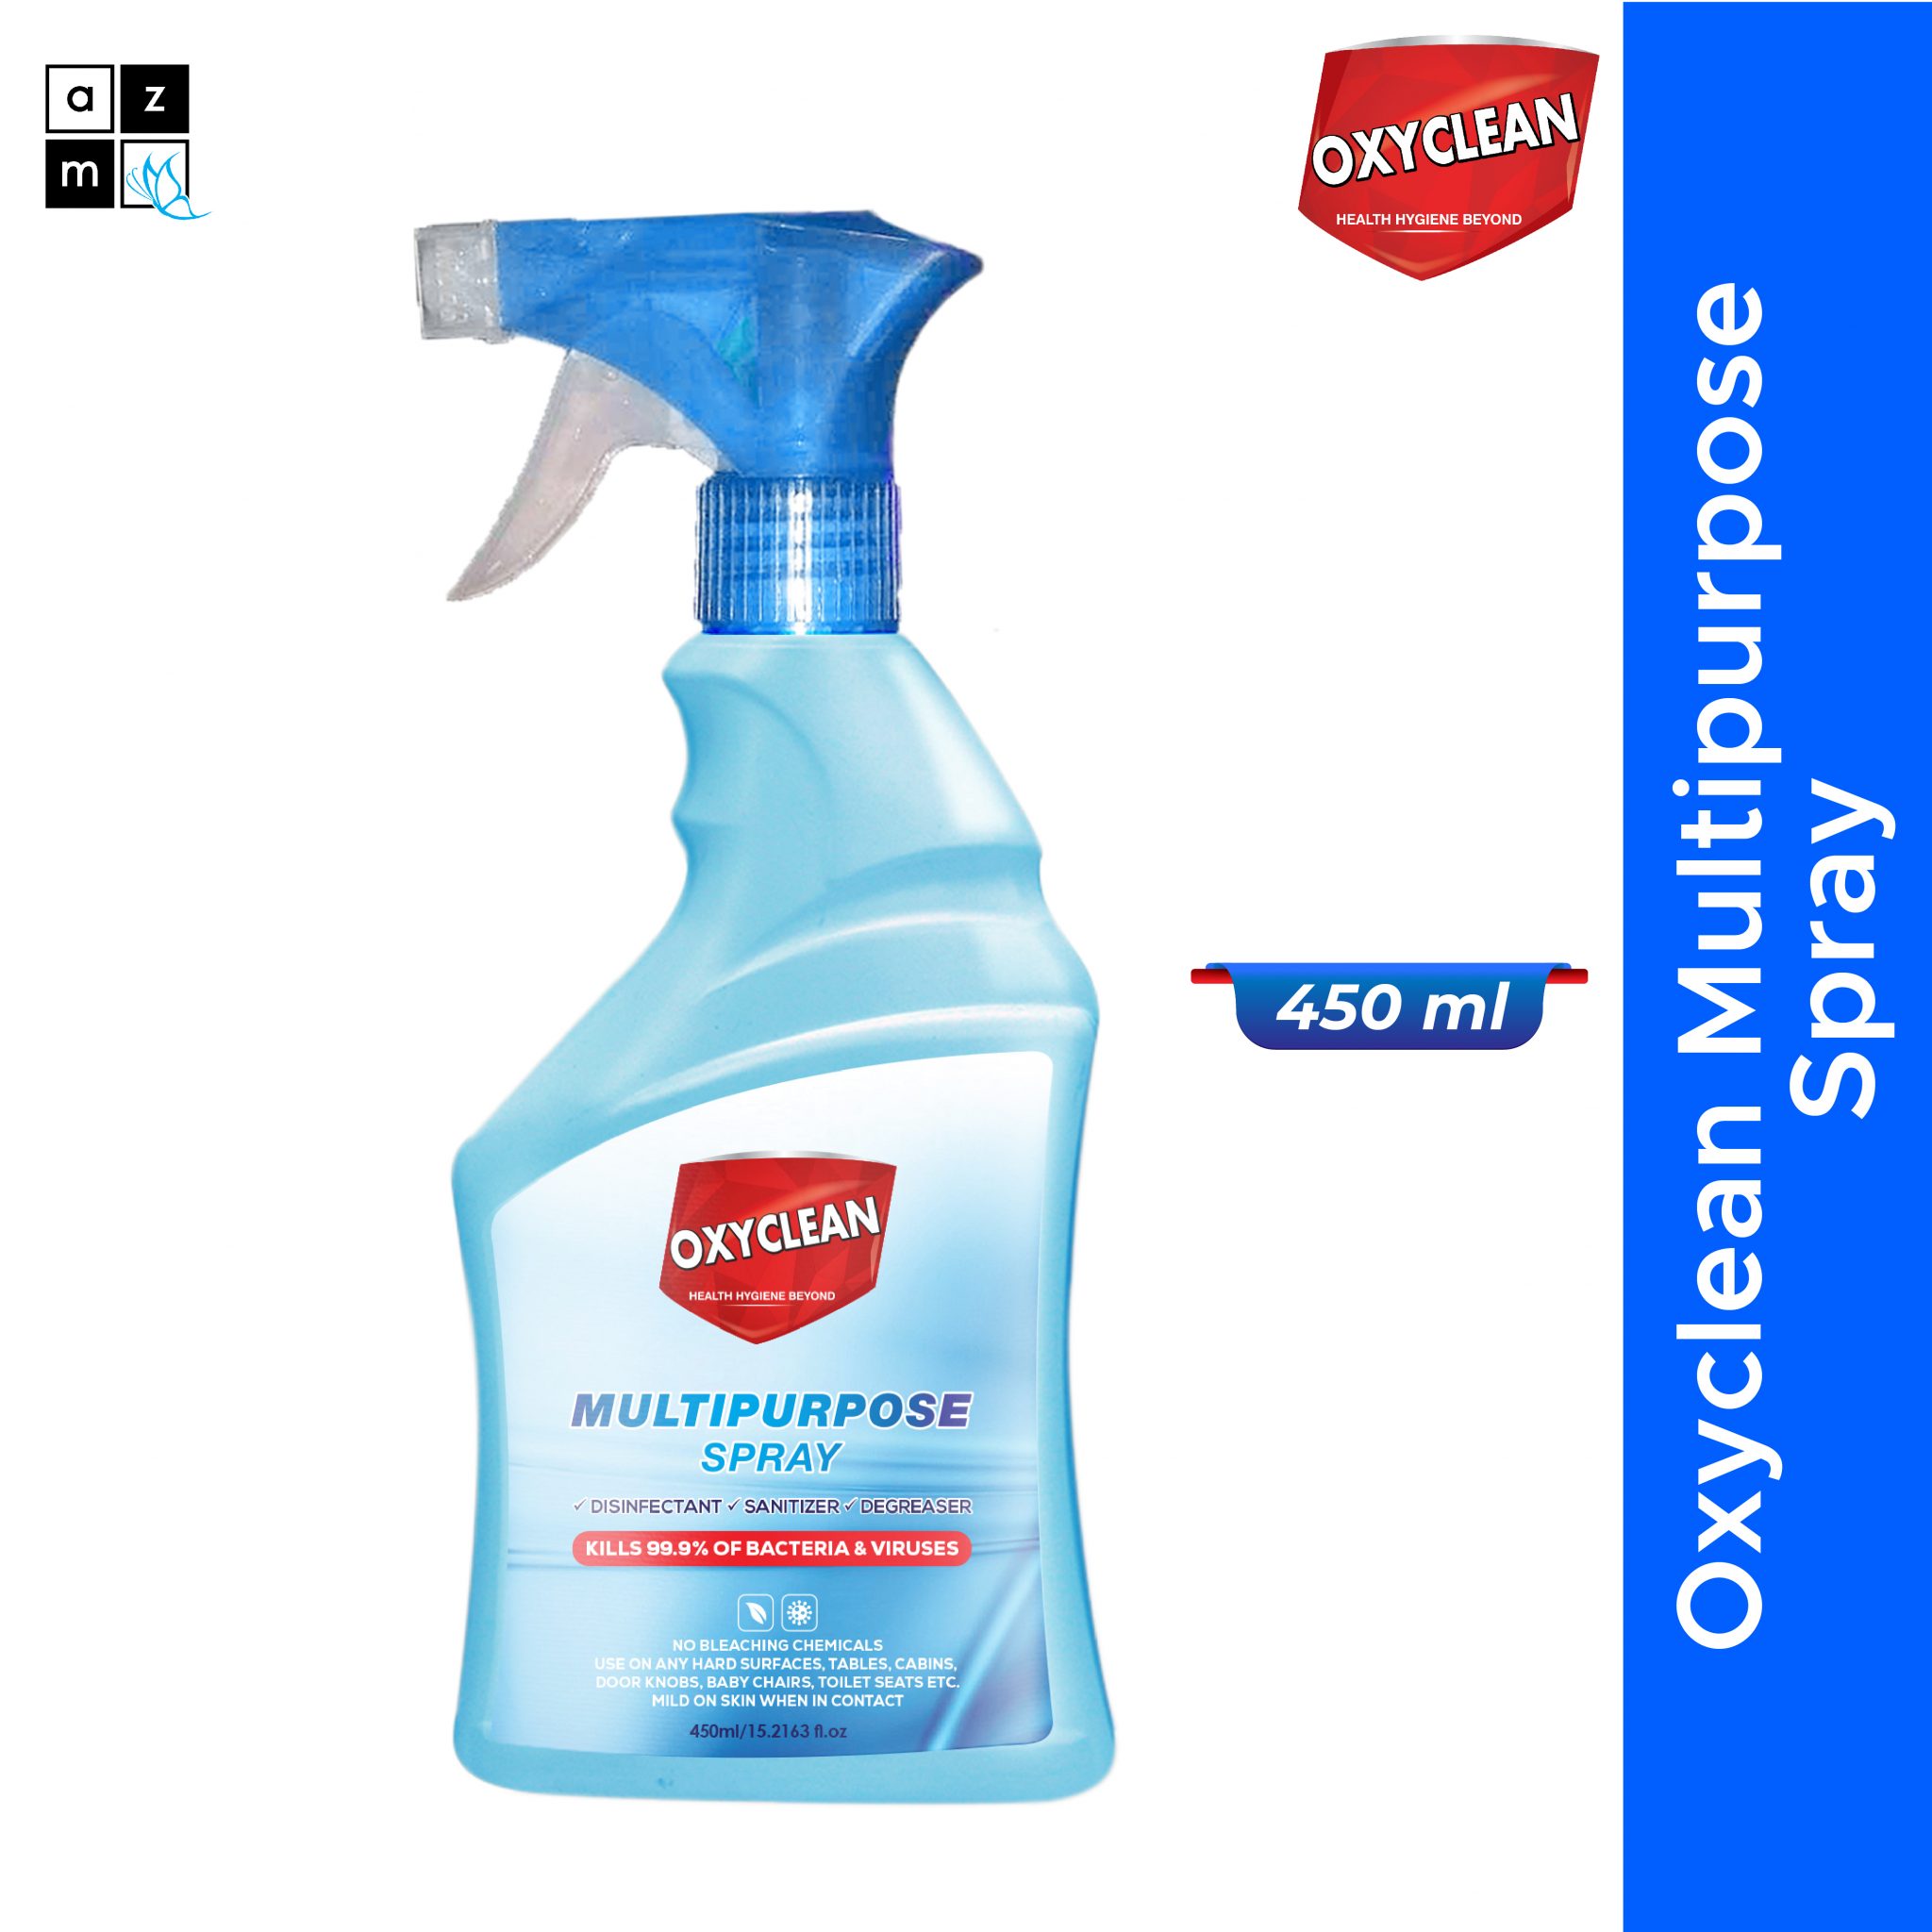 a z
m
OXYCLEAN
HEALTH HYGIENE BEYOND
450 ml
Oxyclean Multipurpose
Spray
OXYCLEAN
HEALTH HYGIENE BEYOND
MULTIPURPOSE
SPRAY
✓ DISINFECTANT ✓ SANITIZER ✓ DEGREASER
KILLS 99.9% OF BACTERIA & VIRUSES
NO BLEACHING CHEMICALS
USE ON ANY HARD SURFACES, TABLES, CABINS,
DOOR KNOBS, BABY CHAIRS, TOILET SEATS ETC.
MILD ON SKIN WHEN IN CONTACT
450ml/15.2163 fl.oz